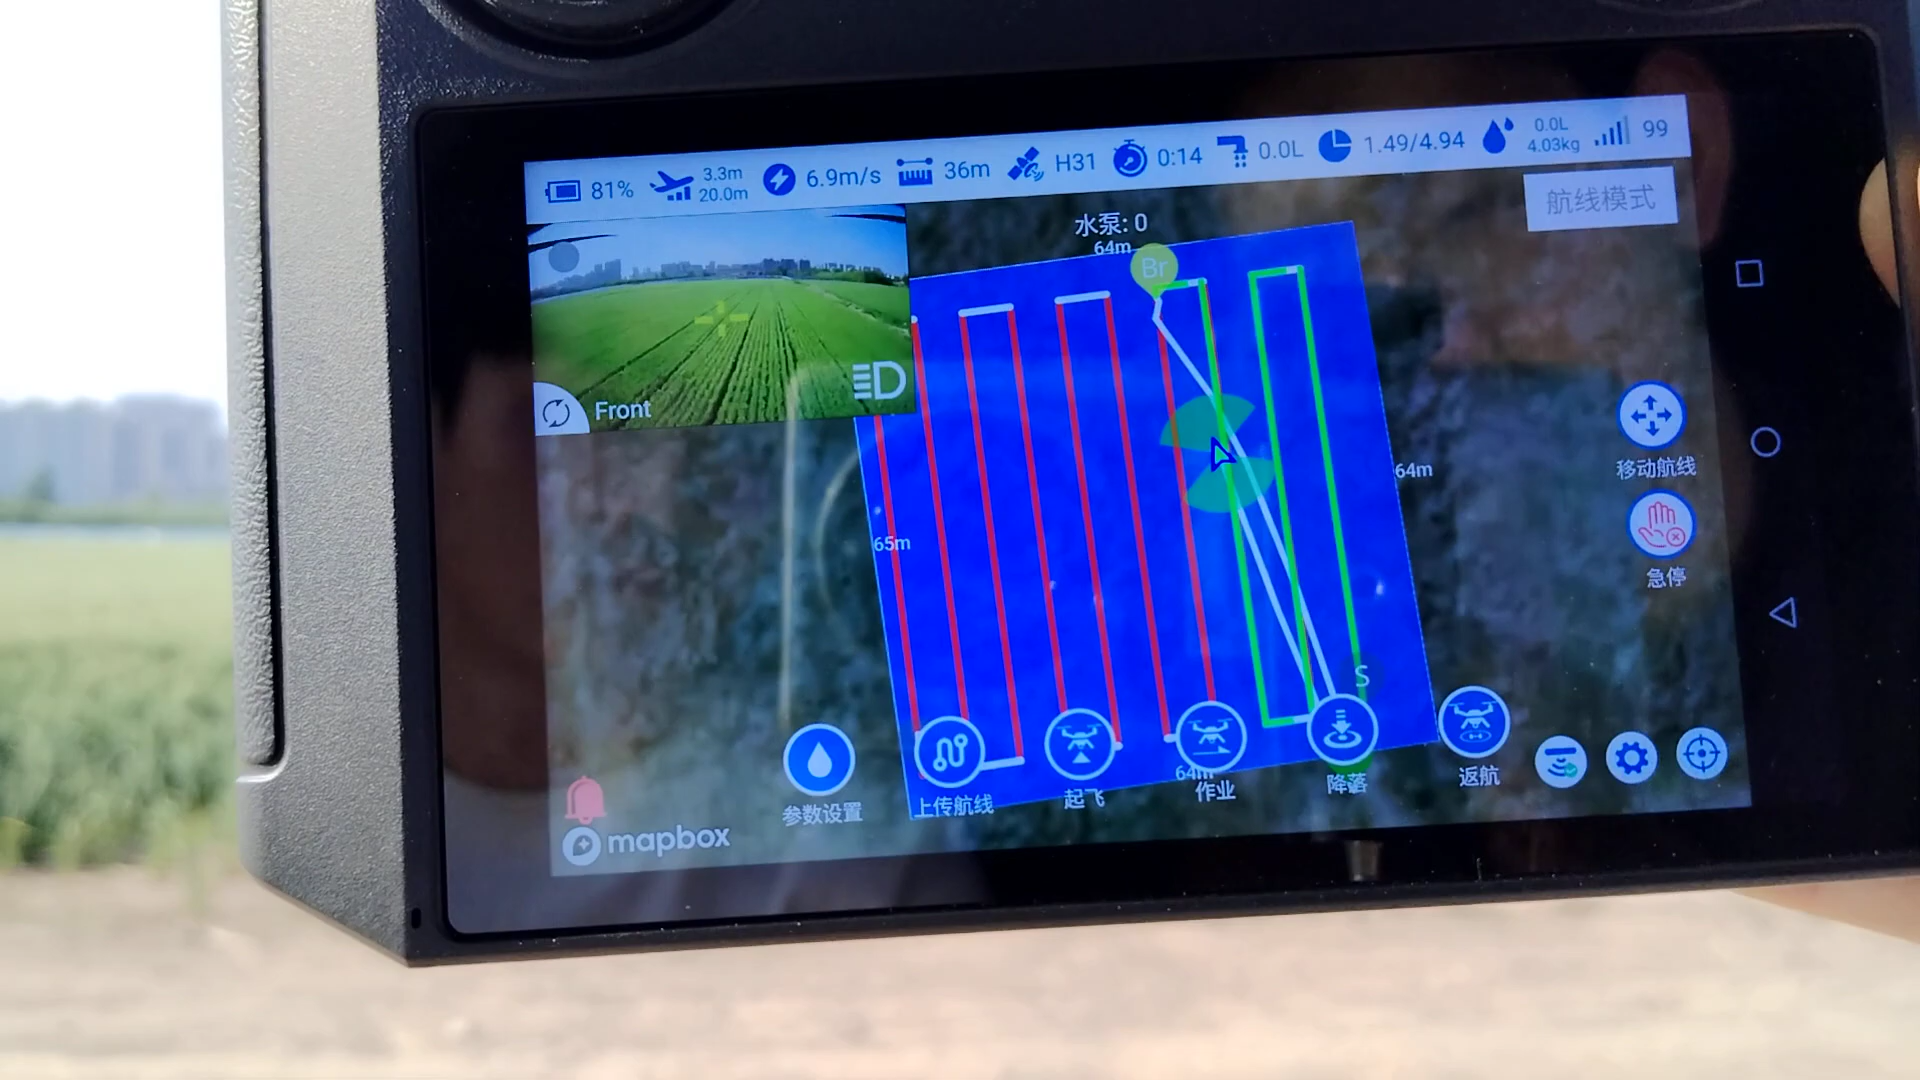 81%
3.3m
20.0m
6.9m/s
36m
H31
0:14
0.0L
1.49/4.94
0.0L
4.03kg
99
航线模式
水泵: 0
64m
Br
Front
移动航线
64m
65m
急停
S
64m
参数设置
上传航线
起飞
作业
降落
返航
mapbox